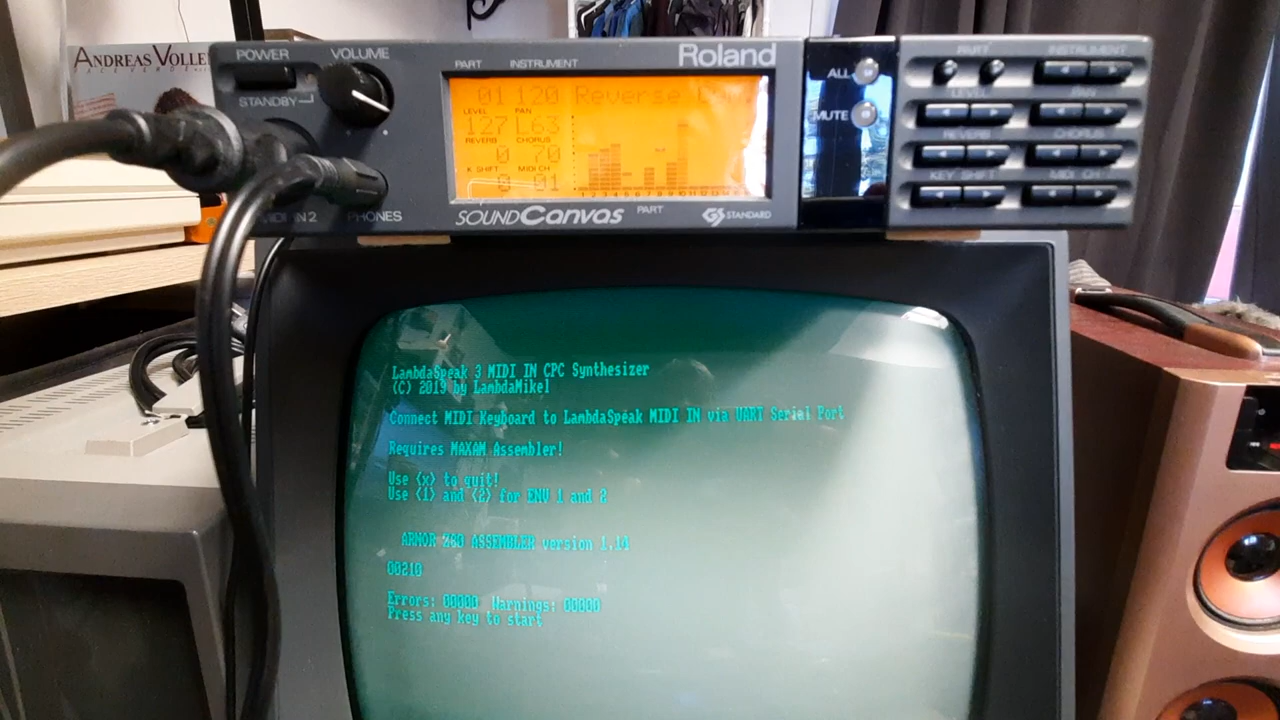 ANDREAS VOLLE
POWER
VOLUME
STANDBY
MIDI IN 2
PHONES
PART INSTRUMENT
Roland
01 120 Reverse
LEVEL PAN
127 L63
REVERB CHORUS
0 70
K SHIFT MIDI CH
0 01
SOUND Canvas
PART
GS STANDARD
ALL
MUTE
PART INSTRUMENT
LEVEL PAN
REVERB CHORUS
KEY SHIFT MIDI CH
LambdaSpeak 3 MIDI IN CPC Synthesizer
(C) 2019 by LambdaMikel
Connect MIDI Keyboard to LambdaSpeak MIDI IN via UART Serial Port
Requires MAXAM Assembler!
Use <x> to quit!
Use <1> and <2> for ENV 1 and 2
ARMOR Z80 ASSEMBLER version 1.14
00210
Errors: 00000 Warnings: 00000
Press any key to start